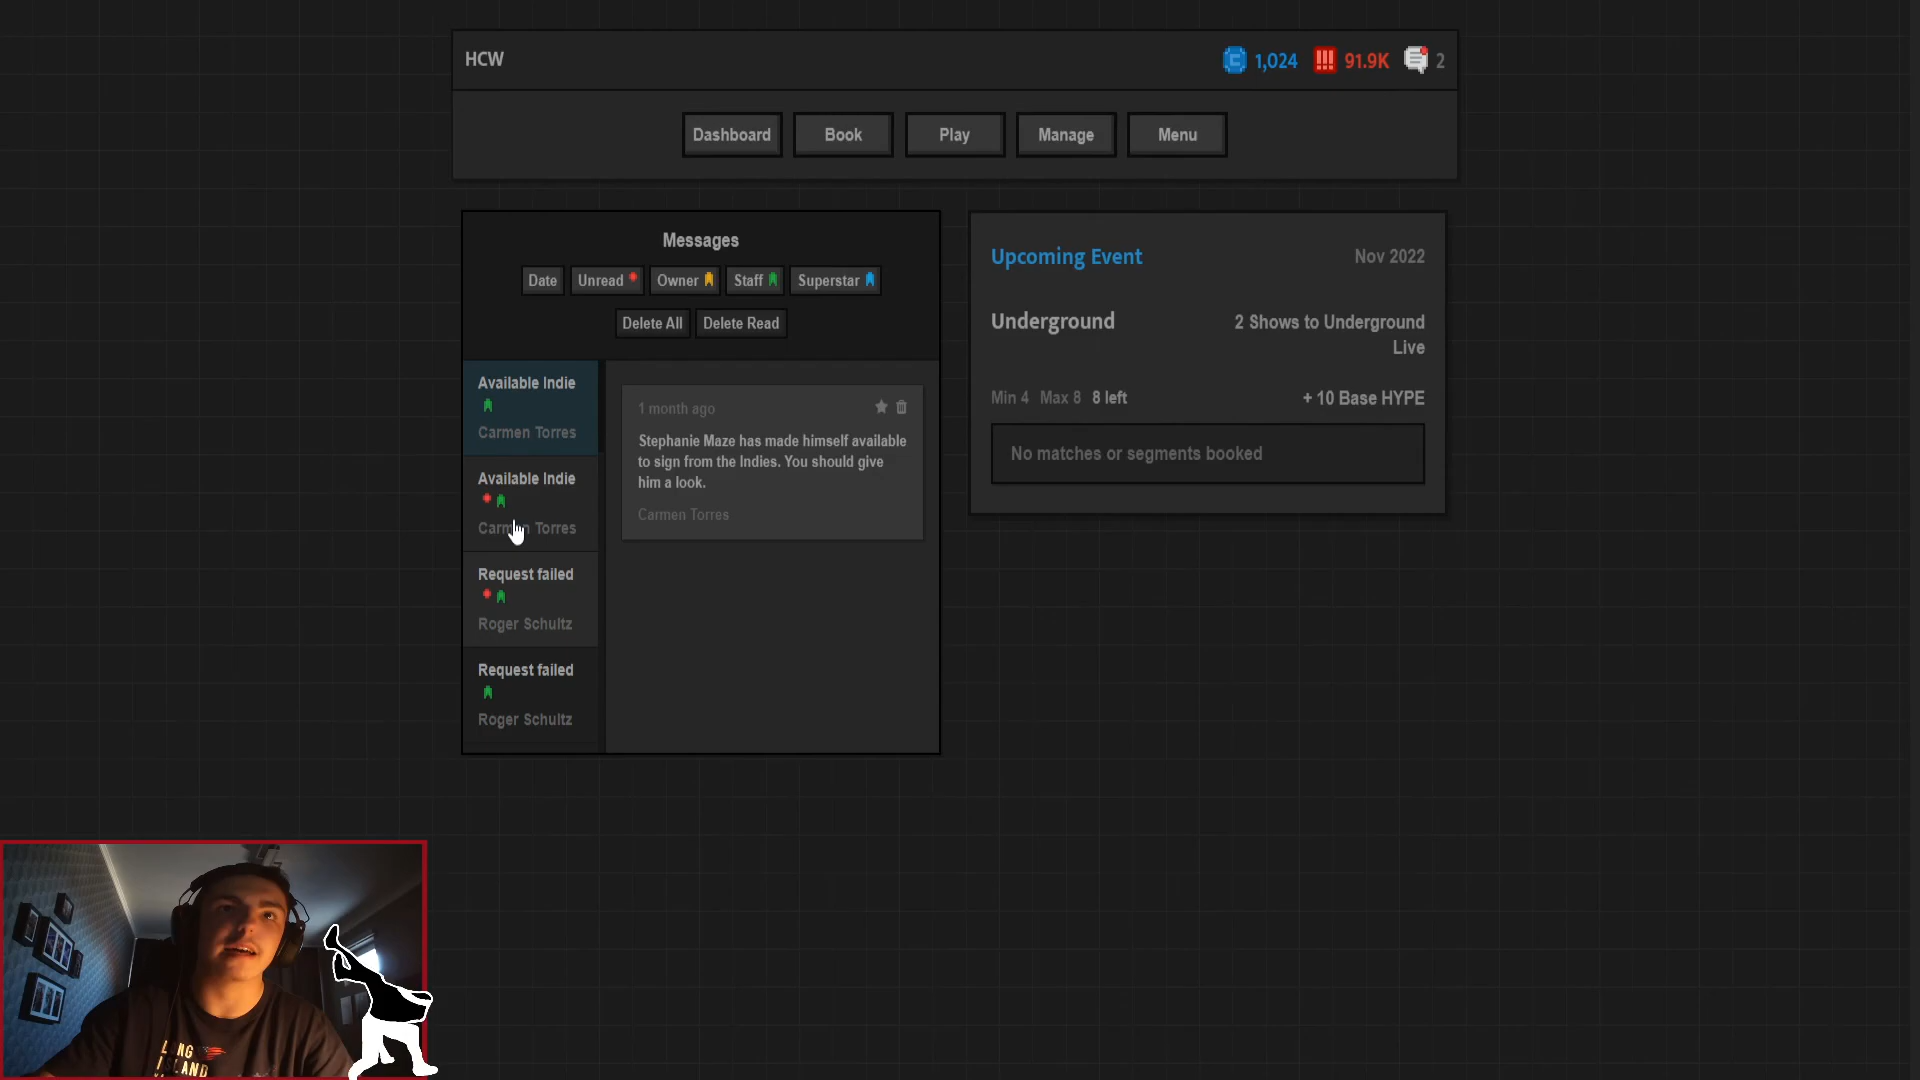 HCW
1,024
91.9K
2
Dashboard
Book
Play
Manage
Menu
Messages
Date
Unread
Owner
Staff
Superstar
Delete All
Delete Read
Available Indie
Carmen Torres
Available Indie
Carmen Torres
Request failed
Roger Schultz
Request failed
Roger Schultz
1 month ago
Stephanie Maze has made himself available
to sign from the Indies. You should give
him a look.
Carmen Torres
Upcoming Event
Nov 2022
Underground
2 Shows to Underground
Live
Min 4 Max 8 8 left
+ 10 Base HYPE
No matches or segments booked
LONG
ISLAND